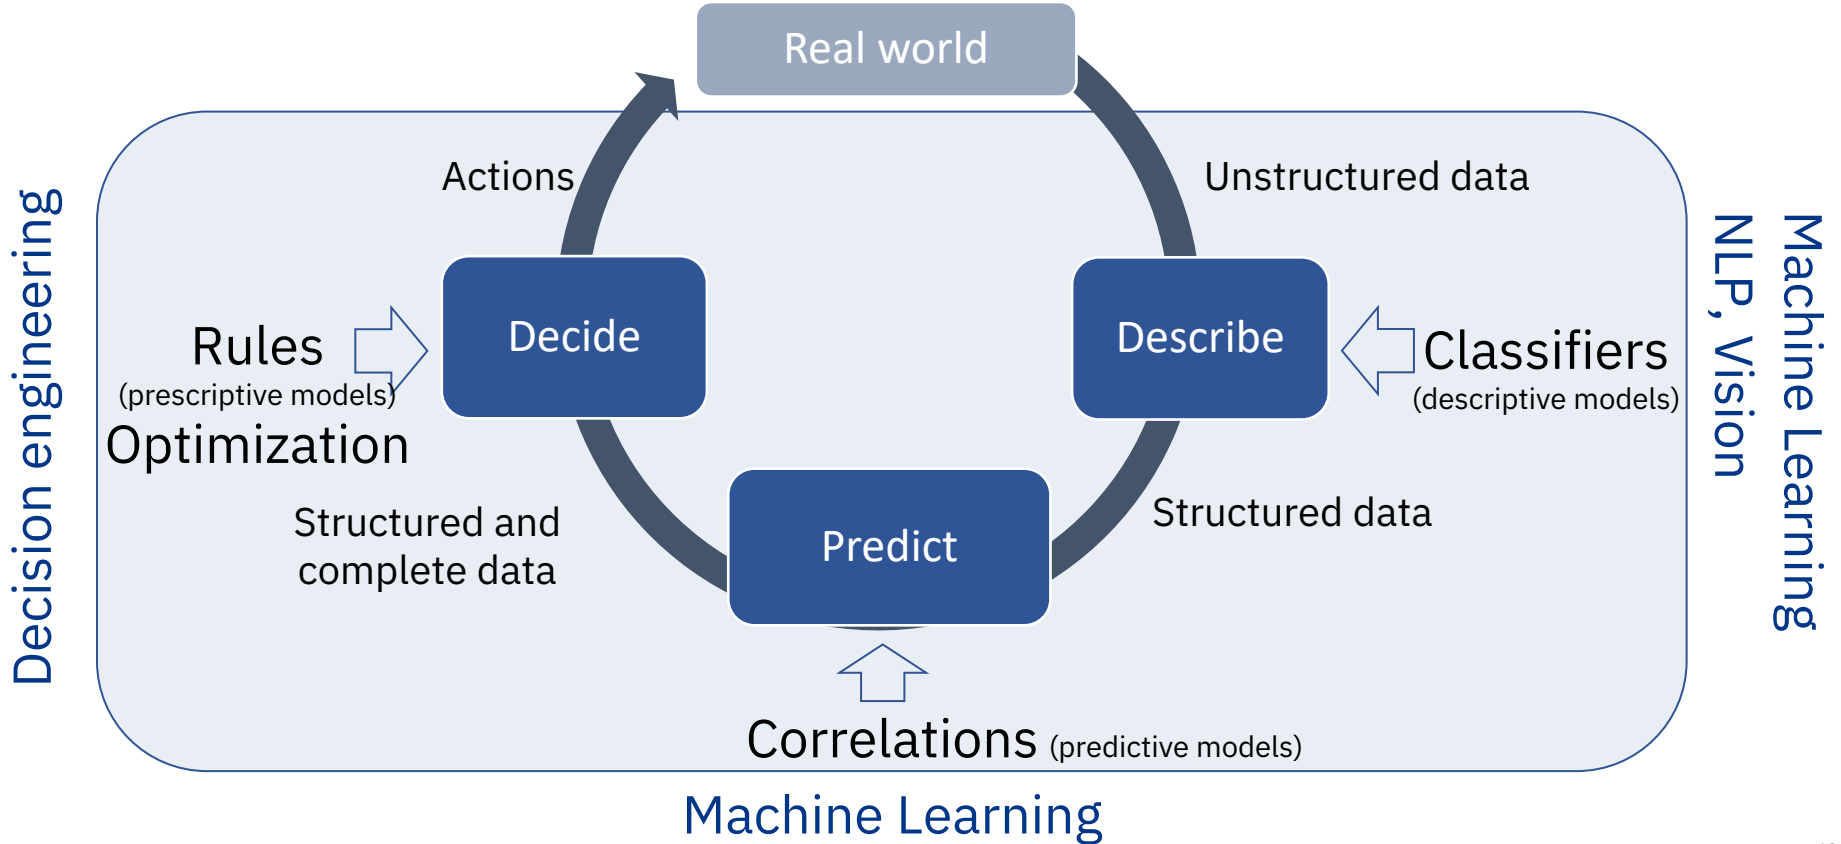 Real world
Actions
Unstructured data
Decision engineering
Rules
(prescriptive models)
Optimization
Decide
Describe
Classifiers
(descriptive models)
Machine Learning
NLP, Vision
Structured and
complete data
Predict
Structured data
Correlations (predictive models)
Machine Learning